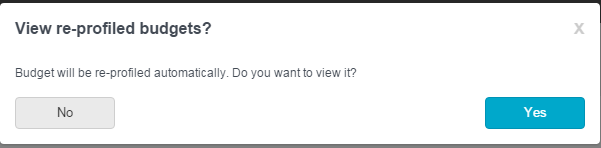 View re-profiled budgets?
x
Budget will be re-profiled automatically. Do you want to view it?
No
Yes